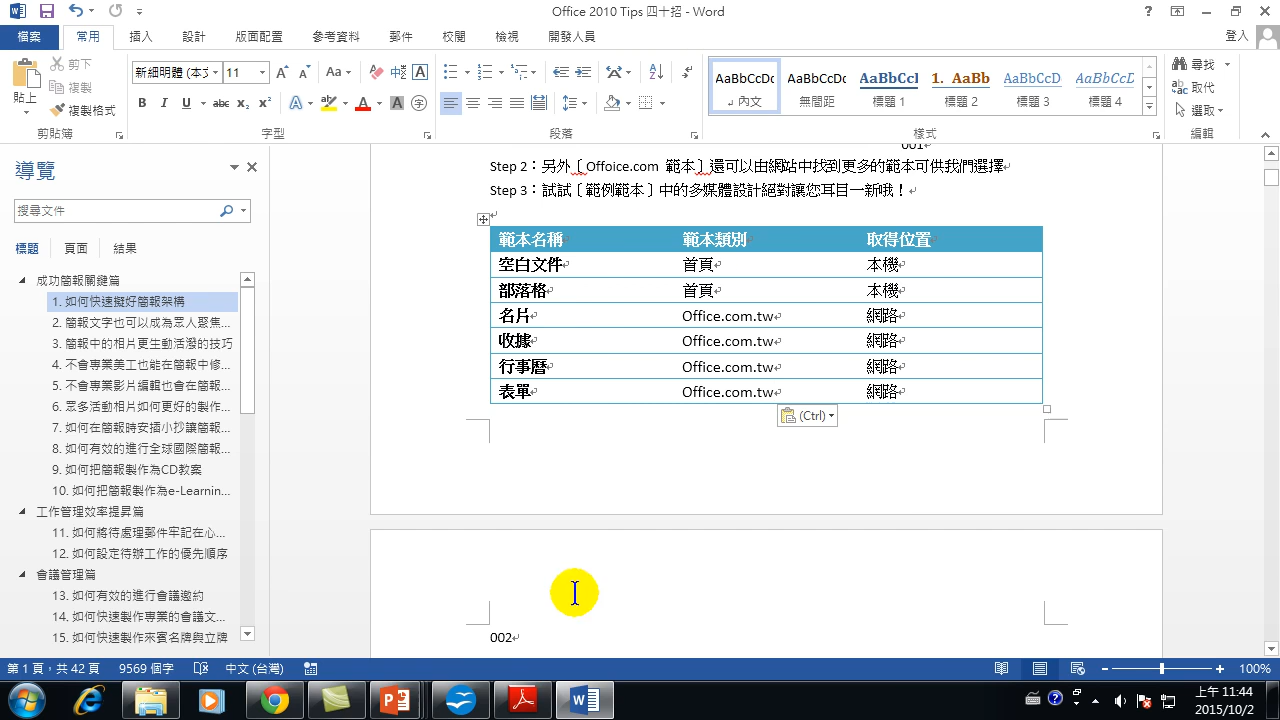 Office 2010 Tips 四十招 - Word
檔案 常用 插入 設計 版面配置 參考資料 郵件 校閱 檢視 開發人員 登入
貼上 剪下 複製 複製格式 剪貼簿
新細明體 (本文 11 Aa 中文 A
B I U abc x₂ x² A ab A A 字
字型
段落
AaBbCcDc AaBbCcDc AaBbCcI 1. AaBb AaBbCcD AaBbCcL
內文 無間距 標題 1 標題 2 標題 3 標題 4
樣式
尋找 取代 選取 編輯
導覽
搜尋文件
標題 頁面 結果
成功簡報關鍵篇
1. 如何快速擬好簡報架構
2. 簡報文字也可以成為眾人聚焦...
3. 簡報中的相片更生動活潑的技巧
4. 不會專業美工也能在簡報中修...
5. 不會專業影片編輯也會在簡報...
6. 眾多活動相片如何更好的製作...
7. 如何在簡報時安插小抄讓簡報...
8. 如何有效的進行全球國際簡報...
9. 如何把簡報製作為CD教案
10. 如何把簡報製作為e-Learnin...
工作管理效率提昇篇
11. 如何將待處理郵件牢記在心...
12. 如何設定待辦工作的優先順序
會議管理篇
13. 如何有效的進行會議邀約
14. 如何快速製作專業的會議文...
15. 如何快速製作來賓名牌與立牌
001
Step 2：另外〔Offoice.com 範本〕還可以由網站中找到更多的範本可供我們選擇
Step 3：試試〔範例範本〕中的多媒體設計絕對讓您耳目一新哦！
範本名稱 範本類別 取得位置
空白文件 首頁 本機
部落格 首頁 本機
名片 Office.com.tw 網路
收據 Office.com.tw 網路
行事曆 Office.com.tw 網路
表單 Office.com.tw 網路
(Ctrl)
002
第 1 頁，共 42 頁 9569 個字 中文 (台灣) 100%
上午 11:44
2015/10/2